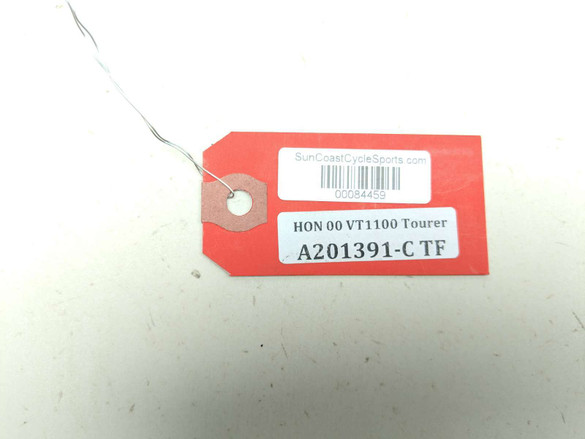 SunCoastCycleSports.com
00084459
HON 00 VT1100 Tourer
A201391-C TF